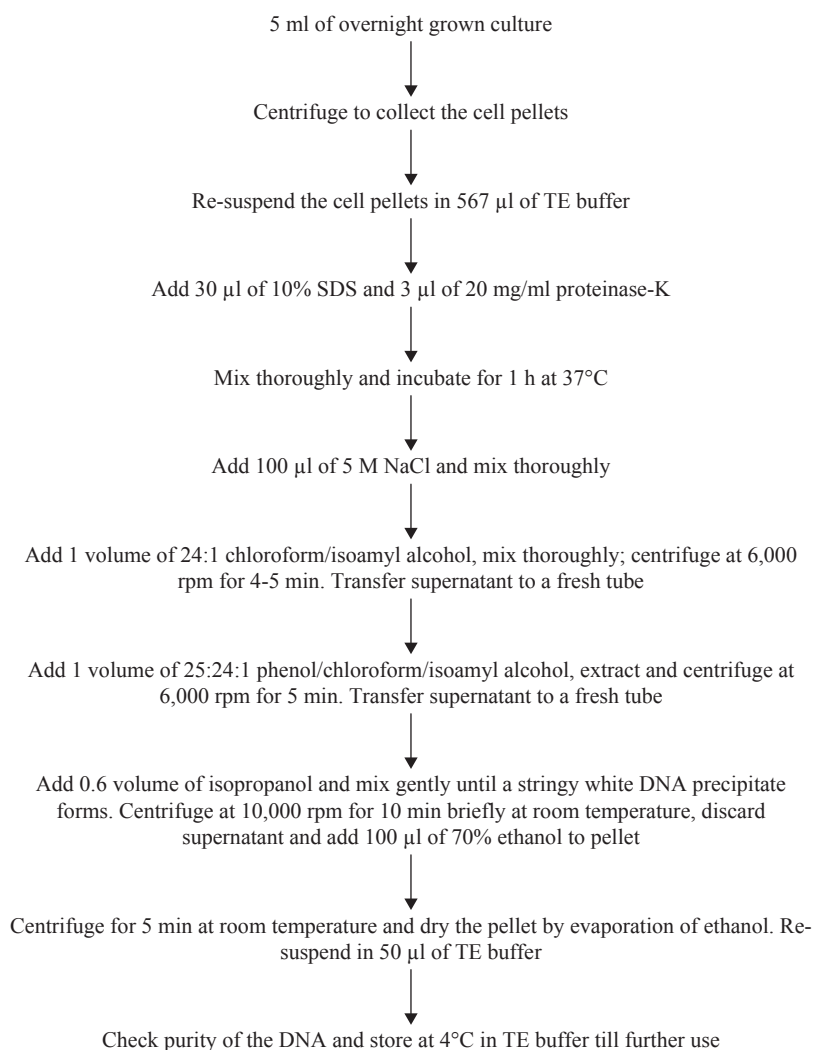 5 ml of overnight grown culture
Centrifuge to collect the cell pellets
Re-suspend the cell pellets in 567 µl of TE buffer
Add 30 µl of 10% SDS and 3 µl of 20 mg/ml proteinase-K
Mix thoroughly and incubate for 1 h at 37°C
Add 100 µl of 5 M NaCl and mix thoroughly
Add 1 volume of 24:1 chloroform/isoamyl alcohol, mix thoroughly; centrifuge at 6,000
rpm for 4-5 min. Transfer supernatant to a fresh tube
Add 1 volume of 25:24:1 phenol/chloroform/isoamyl alcohol, extract and centrifuge at
6,000 rpm for 5 min. Transfer supernatant to a fresh tube
Add 0.6 volume of isopropanol and mix gently until a stringy white DNA precipitate
forms. Centrifuge at 10,000 rpm for 10 min briefly at room temperature, discard
supernatant and add 100 µl of 70% ethanol to pellet
Centrifuge for 5 min at room temperature and dry the pellet by evaporation of ethanol. Re-
suspend in 50 µl of TE buffer
Check purity of the DNA and store at 4°C in TE buffer till further use